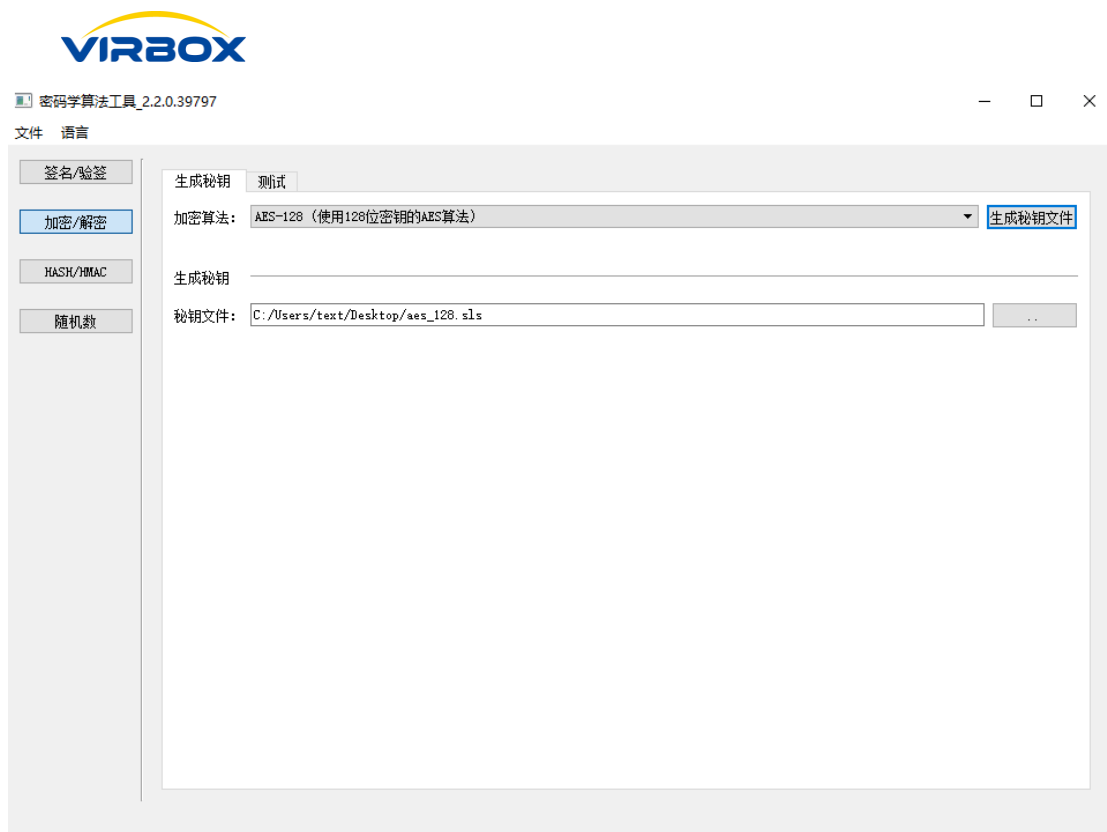 VIRBOX
密码学算法工具_2.2.0.39797
文件 语言
签名/验签
加密/解密
HASH/HMAC
随机数
生成秘钥 测试
加密算法： AES-128 (使用128位密钥的AES算法) 生成秘钥文件
生成秘钥
秘钥文件： C:/Users/text/Desktop/aes_128.sls ..